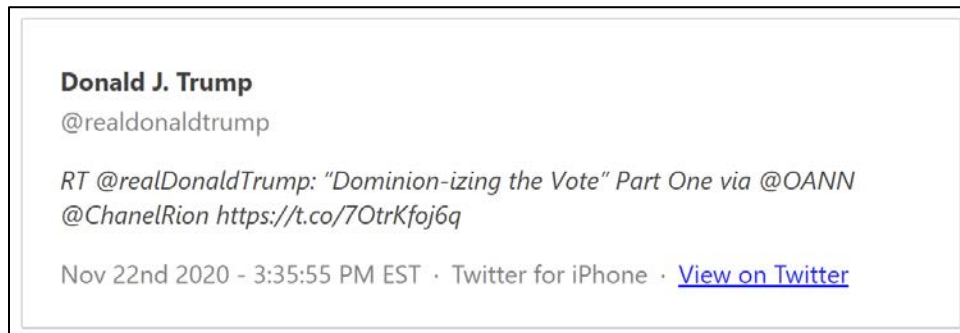 Donald J. Trump
@realdonaldtrump
RT @realDonaldTrump: “Dominion-izing the Vote” Part One via @OANN
@ChanelRion https://t.co/7OtrKfoj6q
Nov 22nd 2020 - 3:35:55 PM EST · Twitter for iPhone · View on Twitter